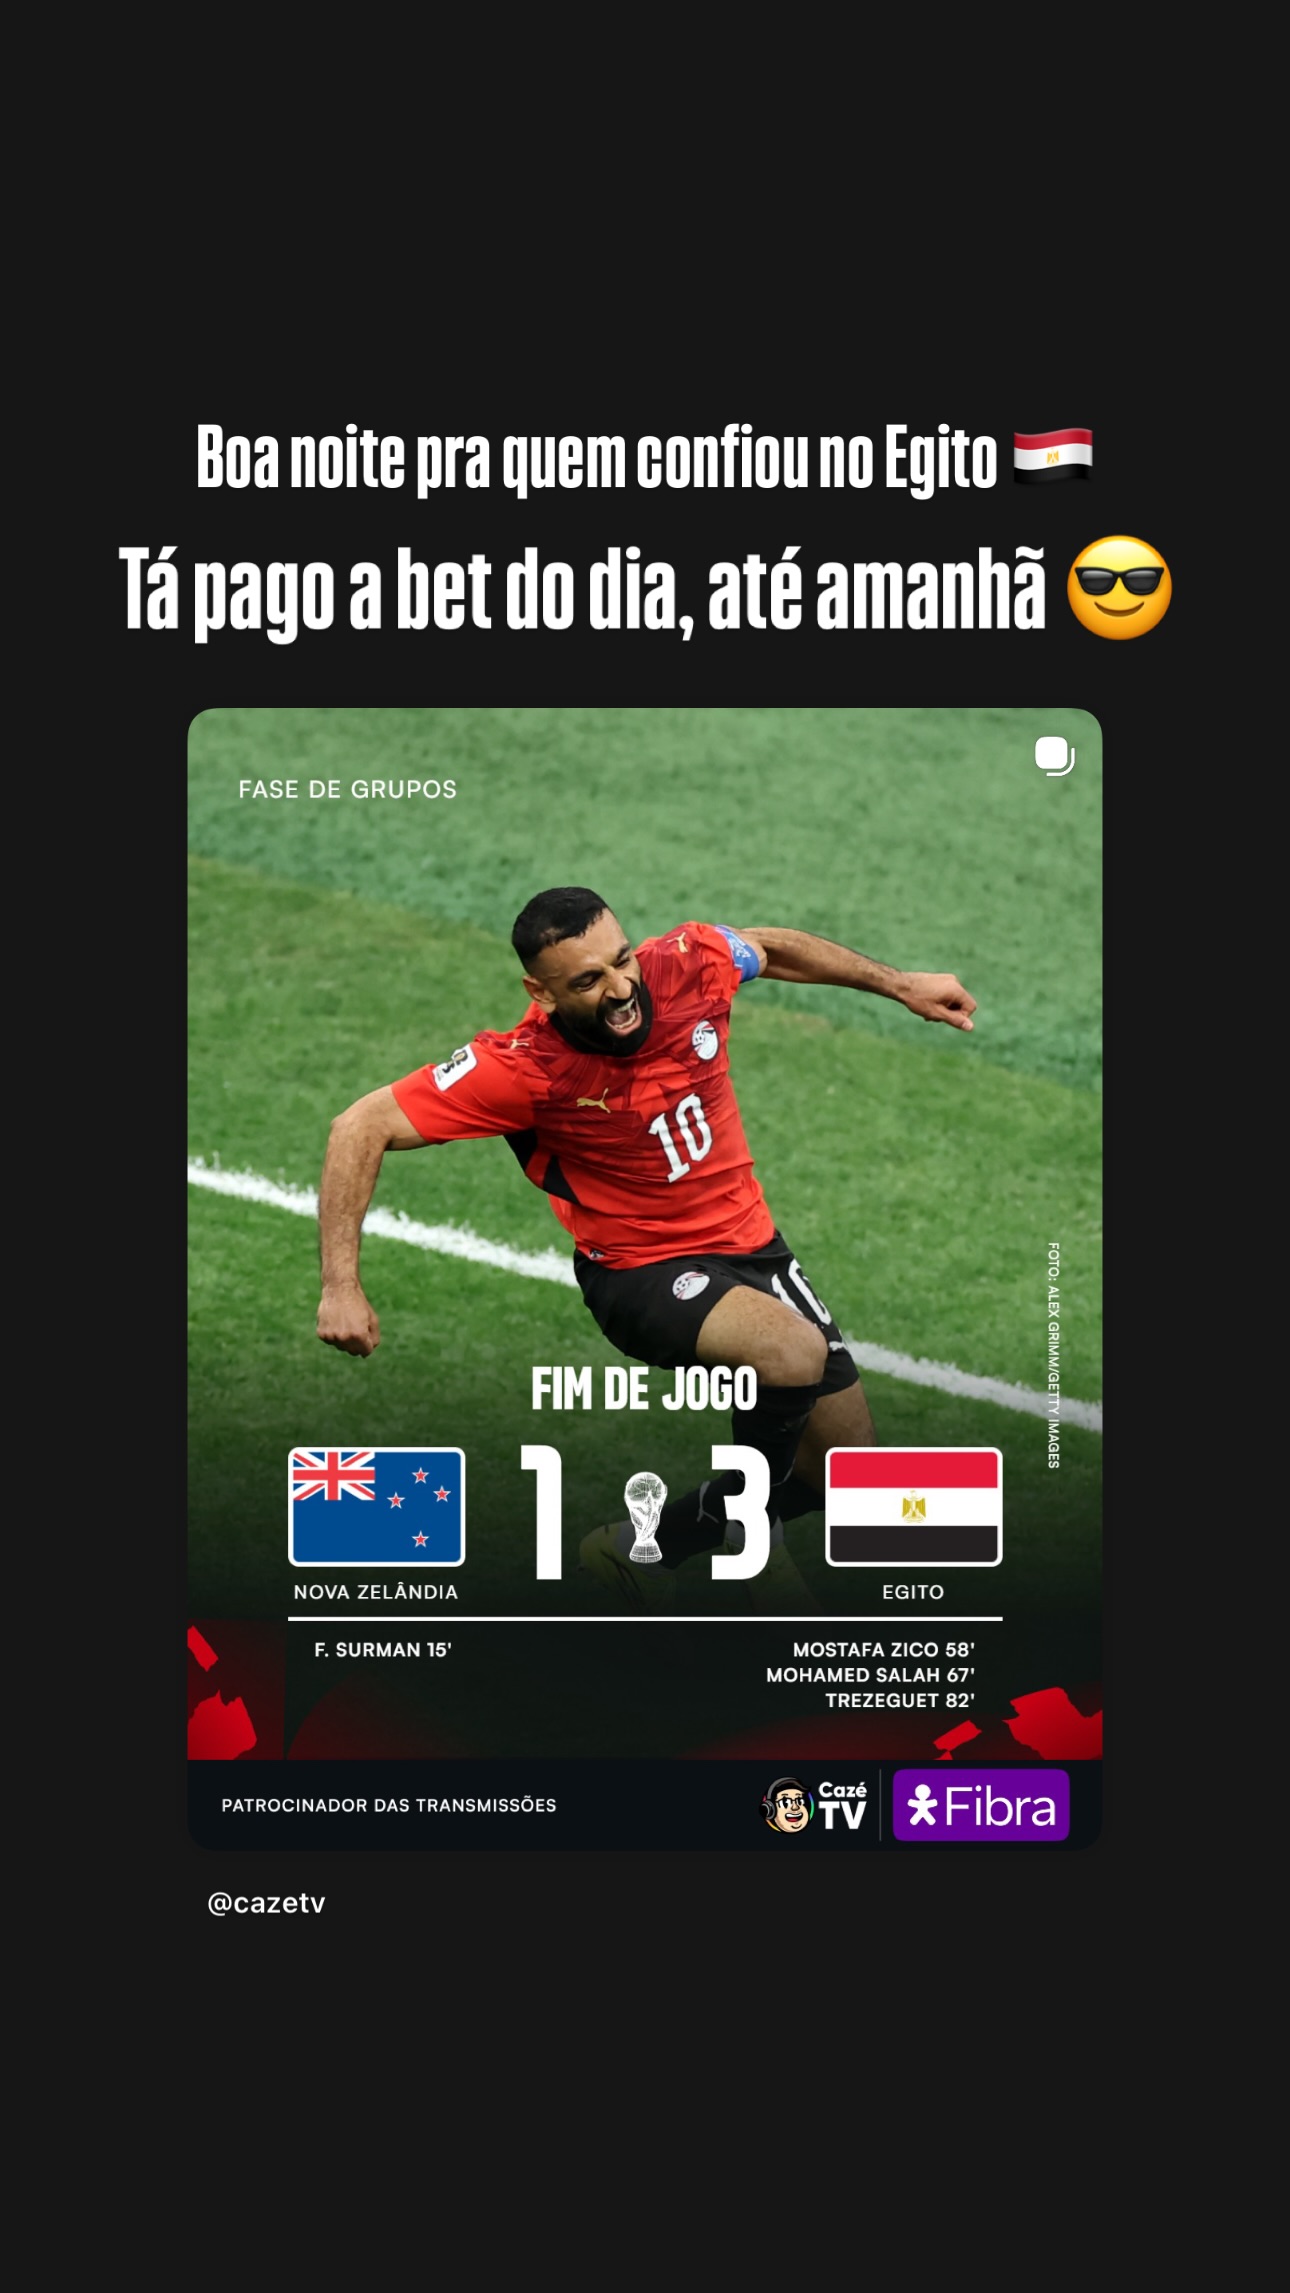 Boa noite pra quem confiou no Egito 🇪🇬
Tá pago a bet do dia, até amanhã 😎
FASE DE GRUPOS
10
10
FOTO: ALEX GRIMM/GETTY IMAGES
FIM DE JOGO
1 3
NOVA ZELÂNDIA
EGITO
F. SURMAN 15'
MOSTAFA ZICO 58'
MOHAMED SALAH 67'
TREZEGUET 82'
PATROCINADOR DAS TRANSMISSÕES
Cazé
TV
Fibra
@cazetv